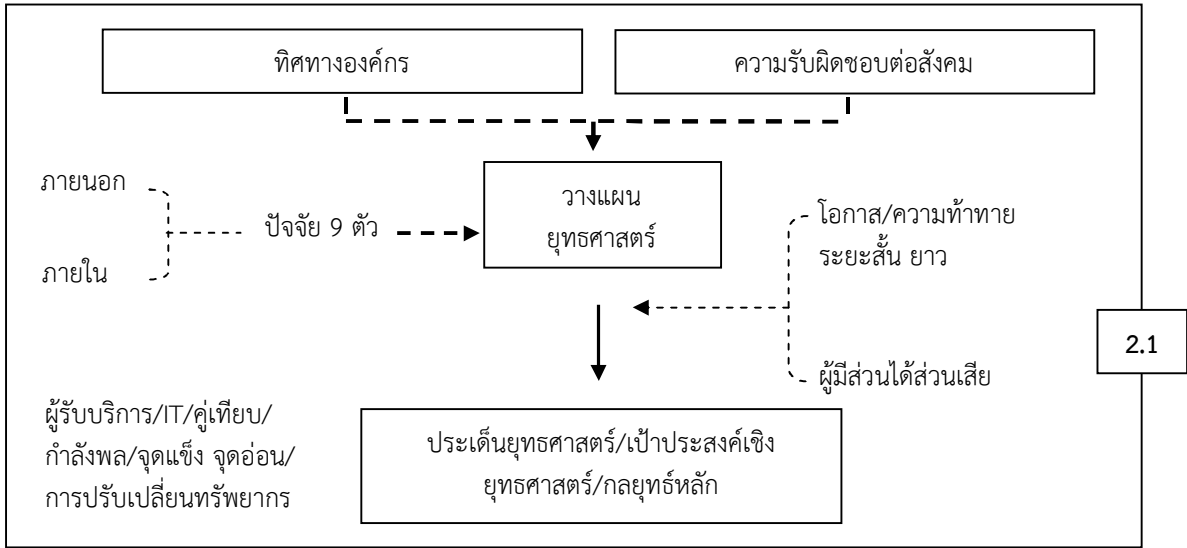 ทิศทางองค์กร
ความรับผิดชอบต่อสังคม
วางแผน
ยุทธศาสตร์
ภายนอก
ปัจจัย 9 ตัว
ภายใน
โอกาส/ความท้าทาย
ระยะสั้น ยาว
ผู้มีส่วนได้ส่วนเสีย
2.1
ผู้รับบริการ/IT/คู่เทียบ/
กำลังพล/จุดแข็ง จุดอ่อน/
การปรับเปลี่ยนทรัพยากร
ประเด็นยุทธศาสตร์/เป้าประสงค์เชิง
ยุทธศาสตร์/กลยุทธ์หลัก